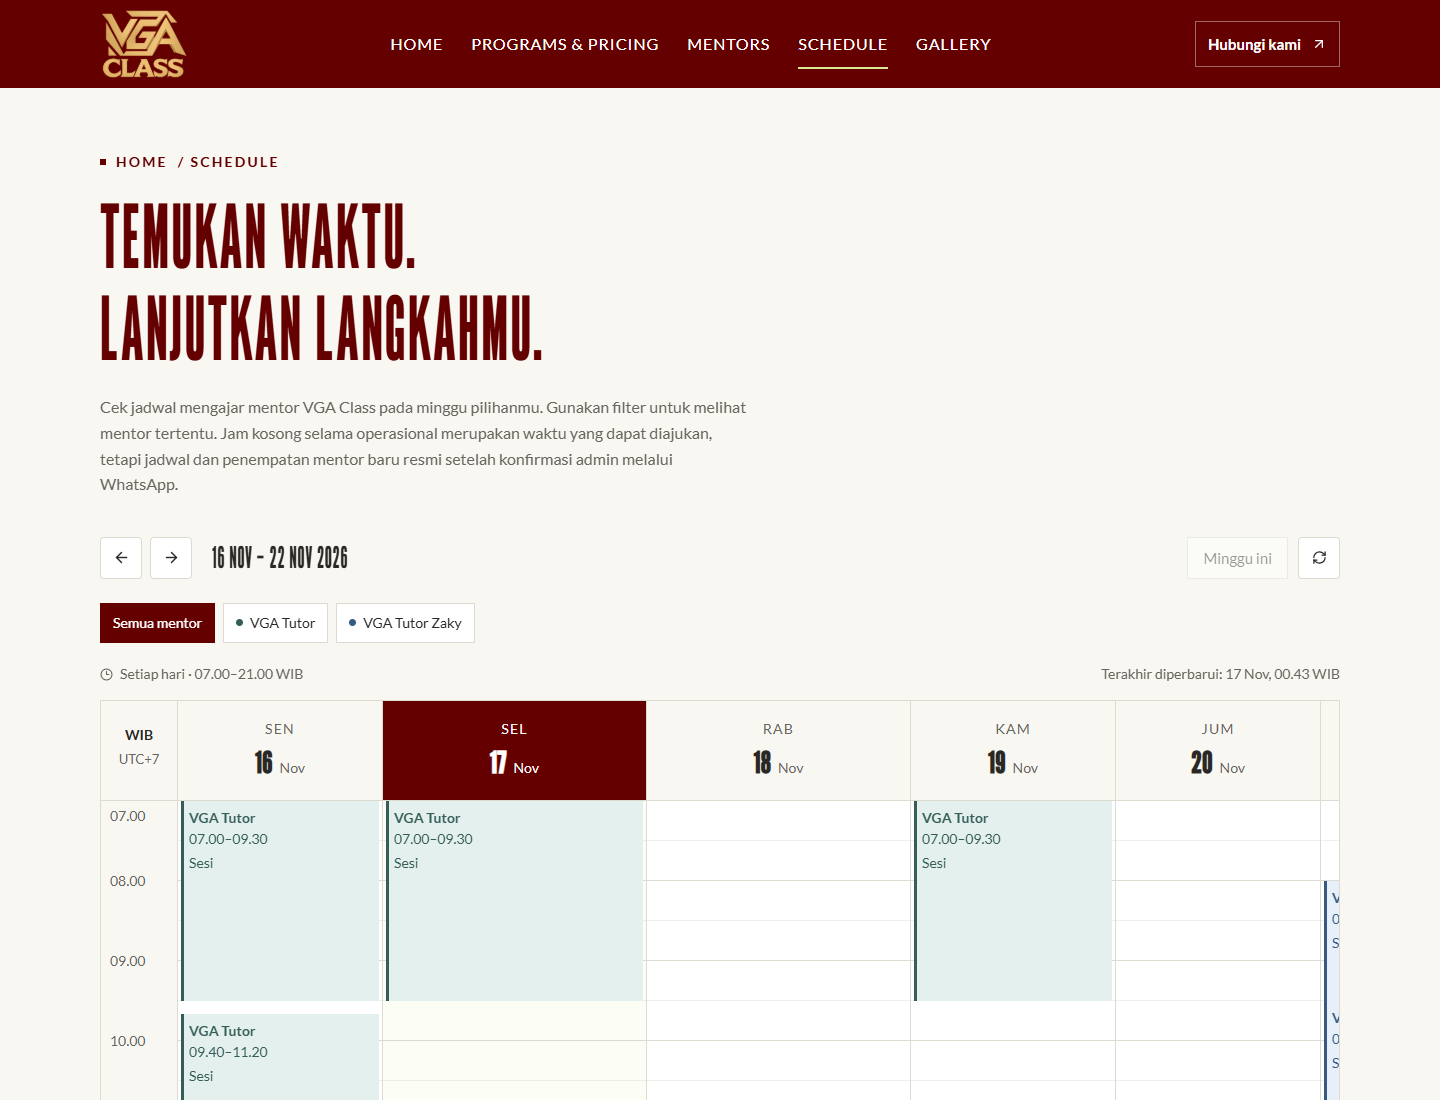 VGA
CLASS
HOME PROGRAMS & PRICING MENTORS SCHEDULE GALLERY
Hubungi kami
HOME / SCHEDULE
TEMUKAN WAKTU.
LANJUTKAN LANGKAHMU.
Cek jadwal mengajar mentor VGA Class pada minggu pilihanmu. Gunakan filter untuk melihat
mentor tertentu. Jam kosong selama operasional merupakan waktu yang dapat diajukan,
tetapi jadwal dan penempatan mentor baru resmi setelah konfirmasi admin melalui
WhatsApp.
16 NOV – 22 NOV 2026
Minggu ini
Semua mentor
VGA Tutor
VGA Tutor Zaky
Setiap hari · 07.00–21.00 WIB
Terakhir diperbarui: 17 Nov, 00.43 WIB
WIB
UTC+7
SEN
16 Nov
SEL
17 Nov
RAB
18 Nov
KAM
19 Nov
JUM
20 Nov
07.00
08.00
09.00
10.00
VGA Tutor
07.00–09.30
Sesi
VGA Tutor
09.40–11.20
Sesi
VGA Tutor
07.00–09.30
Sesi
VGA Tutor
07.00–09.30
Sesi